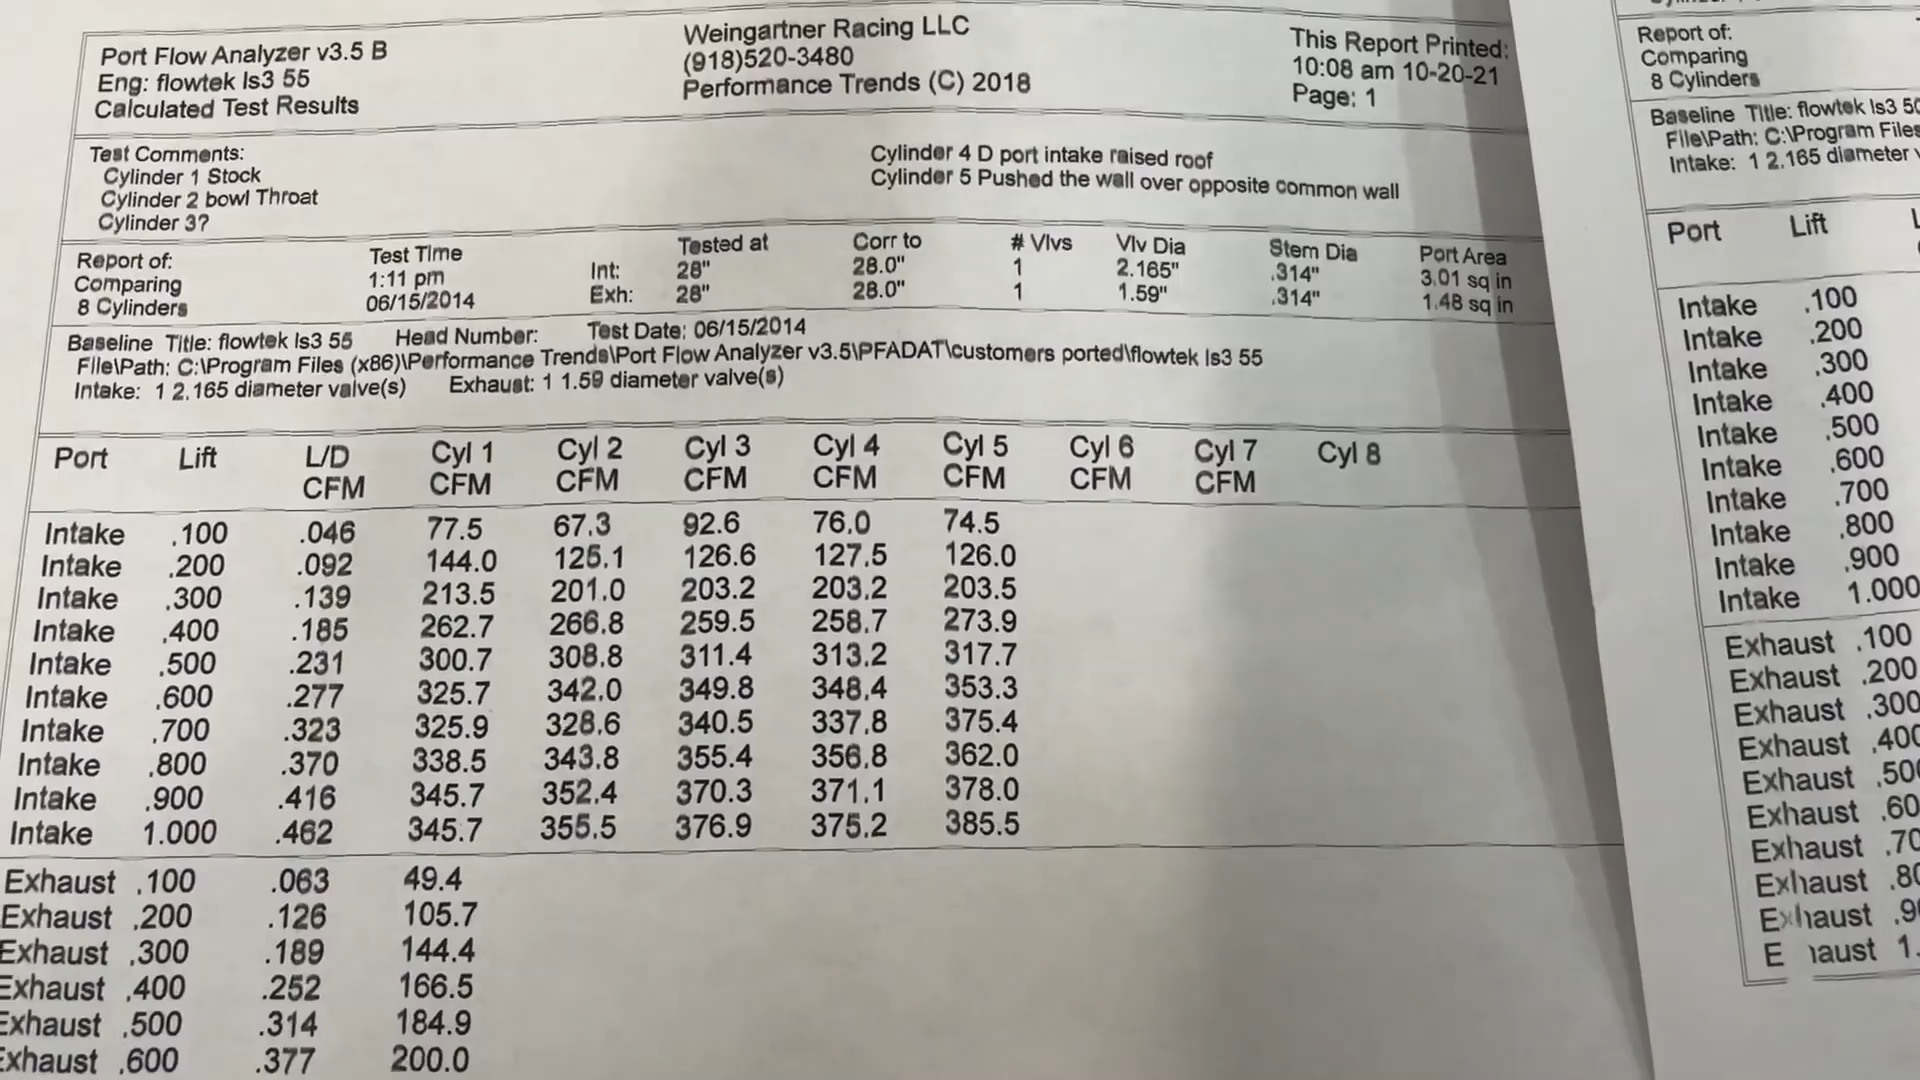 Port Flow Analyzer v3.5 B
Eng: flowtek ls3 55
Calculated Test Results
Weingartner Racing LLC
(918)520-3480
Performance Trends (C) 2018
This Report Printed:
10:08 am 10-20-21
Page: 1
Test Comments:
Cylinder 1 Stock
Cylinder 2 bowl Throat
Cylinder 3?
Cylinder 4 D port intake raised roof
Cylinder 5 Pushed the wall over opposite common wall
Report of: Test Time Tested at Corr to # Vlvs Vlv Dia Stem Dia Port Area
Comparing 1:11 pm Int: 28" 28.0" 1 2.165" .314" 3.01 sq in
8 Cylinders 06/15/2014 Exh: 28" 28.0" 1 1.59" .314" 1.48 sq in
Baseline Title: flowtek ls3 55 Head Number: Test Date: 06/15/2014
File\Path: C:\Program Files (x86)\Performance Trends\Port Flow Analyzer v3.5\PFADAT\customers ported\flowtek ls3 55
Intake: 1 2.165 diameter valve(s) Exhaust: 1 1.59 diameter valve(s)
Port Lift L/D Cyl 1 Cyl 2 Cyl 3 Cyl 4 Cyl 5 Cyl 6 Cyl 7 Cyl 8
CFM CFM CFM CFM CFM CFM CFM CFM
Intake .100 .046 77.5 67.3 92.6 76.0 74.5
Intake .200 .092 144.0 125.1 126.6 127.5 126.0
Intake .300 .139 213.5 201.0 203.2 203.2 203.5
Intake .400 .185 262.7 266.8 259.5 258.7 273.9
Intake .500 .231 300.7 308.8 311.4 313.2 317.7
Intake .600 .277 325.7 342.0 349.8 348.4 353.3
Intake .700 .323 325.9 328.6 340.5 337.8 375.4
Intake .800 .370 338.5 343.8 355.4 356.8 362.0
Intake .900 .416 345.7 352.4 370.3 371.1 378.0
Intake 1.000 .462 345.7 355.5 376.9 375.2 385.5
Exhaust .100 .063 49.4
Exhaust .200 .126 105.7
Exhaust .300 .189 144.4
Exhaust .400 .252 166.5
Exhaust .500 .314 184.9
Exhaust .600 .377 200.0
Report of:
Comparing
8 Cylinders
Baseline Title: flowtek ls3
File\Path: C:\Program Files
Intake: 1 2.165 diameter
Port Lift
Intake .100
Intake .200
Intake .300
Intake .400
Intake .500
Intake .600
Intake .700
Intake .800
Intake .900
Intake 1.000
Exhaust .100
Exhaust .200
Exhaust .300
Exhaust
Exhaust
Exhaust
Exhaust
Exhaust
Exhaust